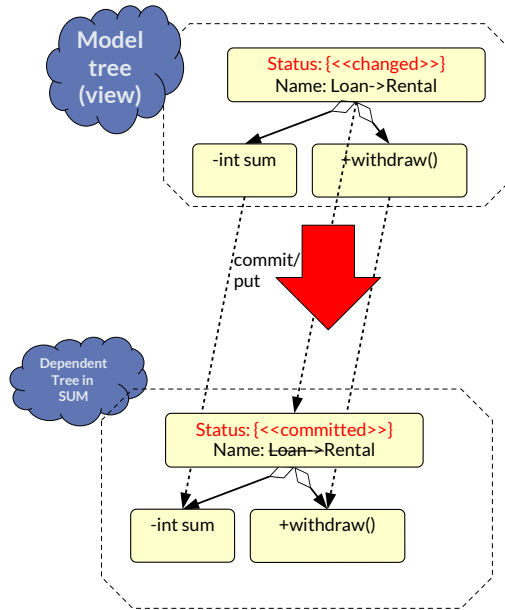 Model
tree
(view)
Status: {<<changed>>}
Name: Loan->Rental
-int sum
+withdraw()
commit/
put
Dependent
Tree in
SUM
Status: {<<committed>>}
Name: Loan->Rental
-int sum
+withdraw()